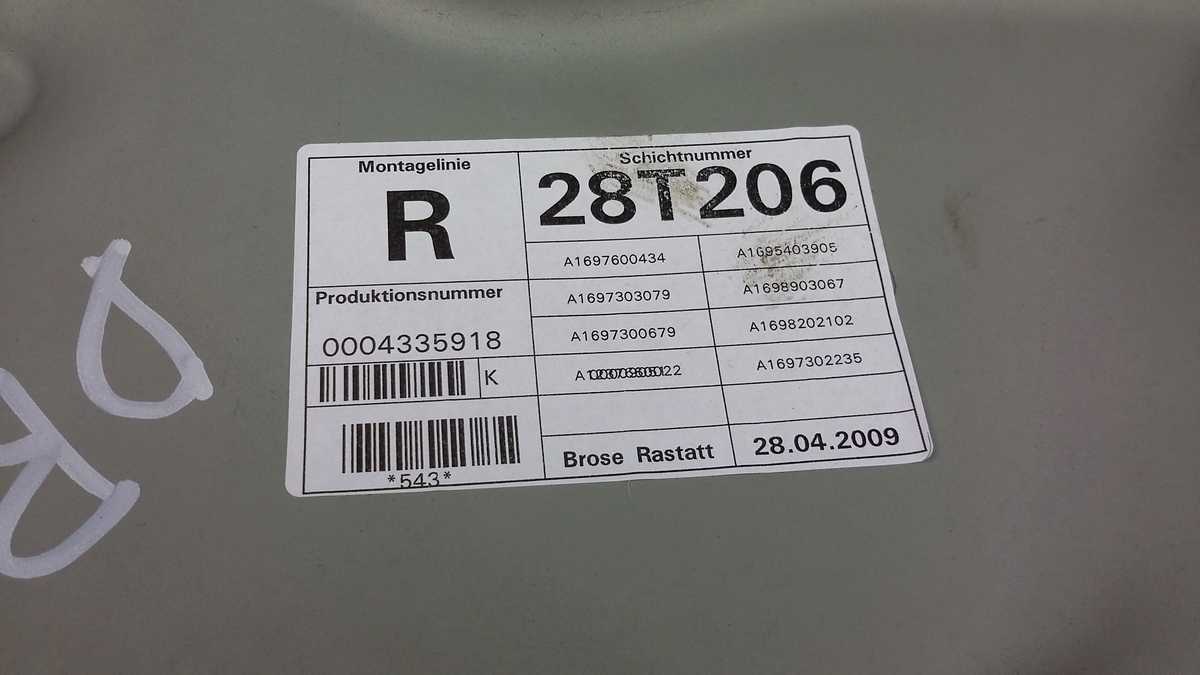 Montagelinie
R
Schichtnummer
28T206
A1697600434 A1695403905
A1697303079 A1698903067
A1697300679 A1698202102
A1697302235
Produktionsnummer
0004335918
K
*543*
Brose Rastatt
28.04.2009